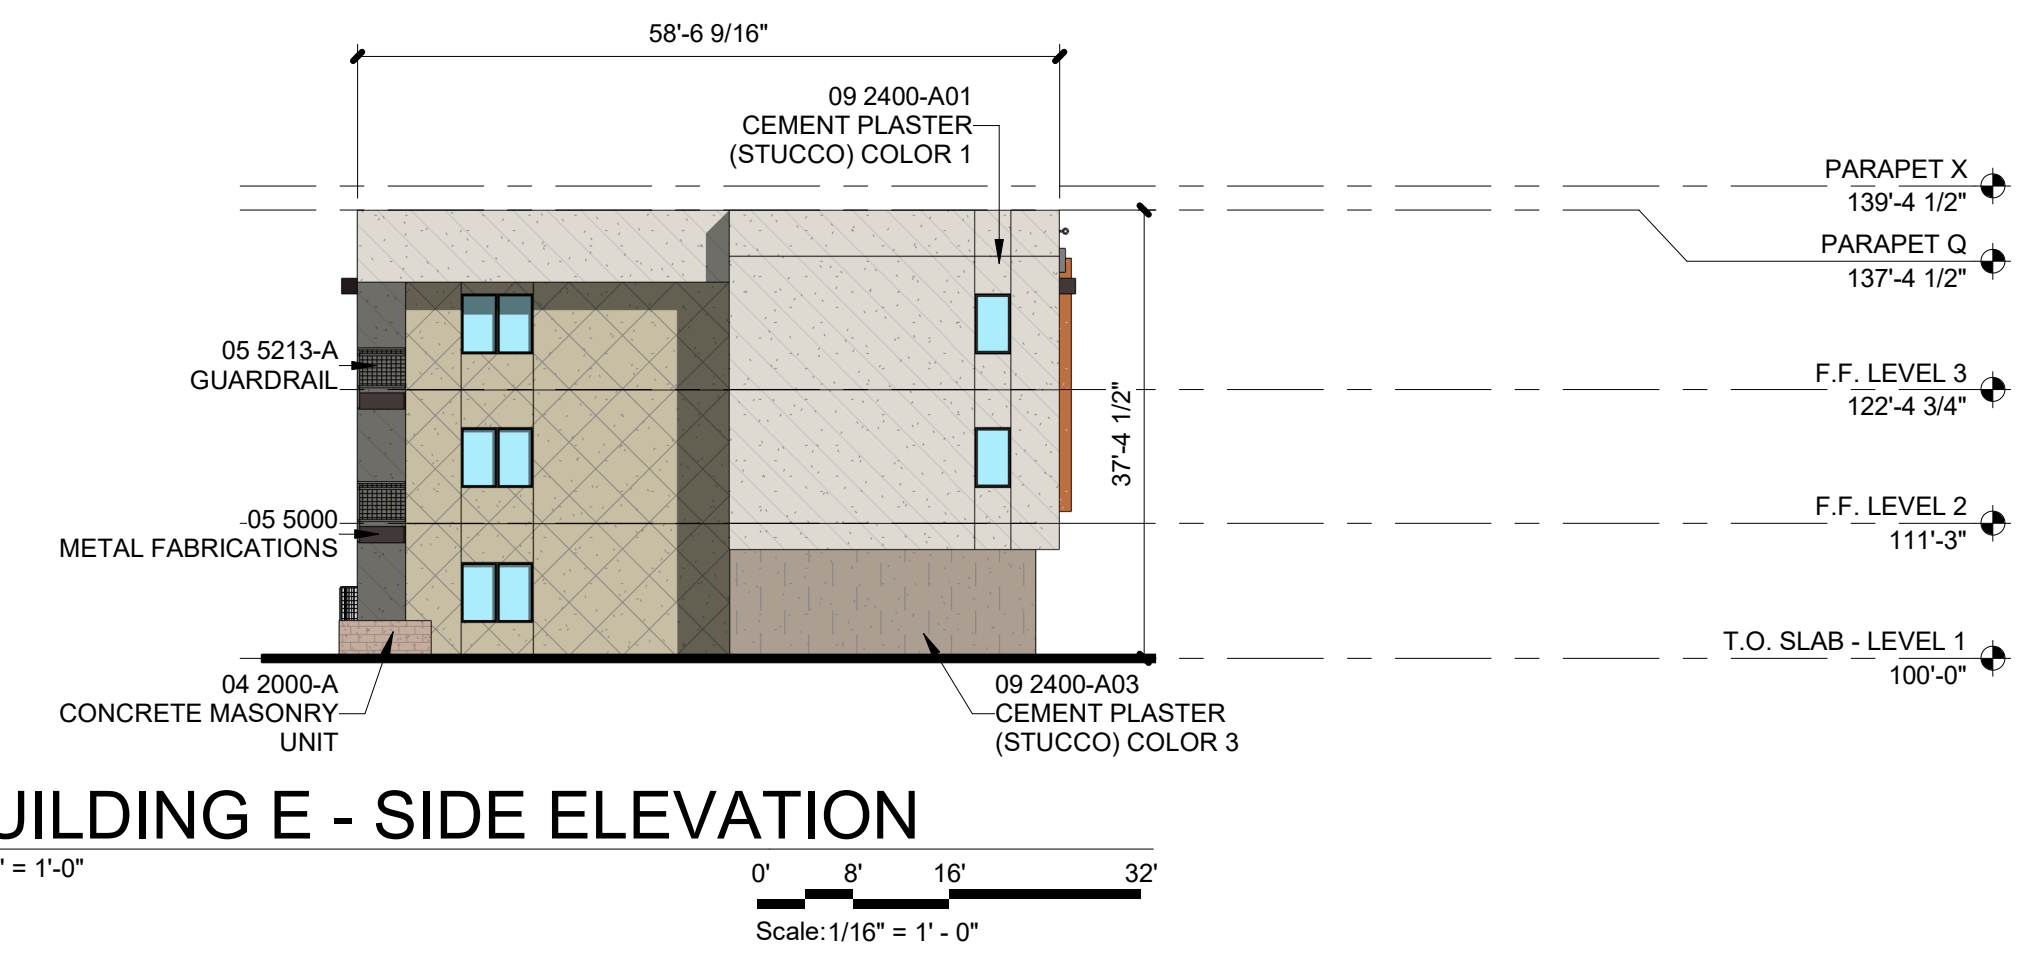 58'-6 9/16"
09 2400-A01
CEMENT PLASTER
(STUCCO) COLOR 1
PARAPET X
139'-4 1/2"
PARAPET Q
137'-4 1/2"
05 5213-A
GUARDRAIL
F.F. LEVEL 3
122'-4 3/4"
37'-4 1/2"
05 5000
METAL FABRICATIONS
F.F. LEVEL 2
111'-3"
T.O. SLAB - LEVEL 1
100'-0"
04 2000-A
CONCRETE MASONRY
UNIT
09 2400-A03
CEMENT PLASTER
(STUCCO) COLOR 3
UILDING E - SIDE ELEVATION
" = 1'-0"
0' 8' 16' 32'
Scale:1/16" = 1' - 0"